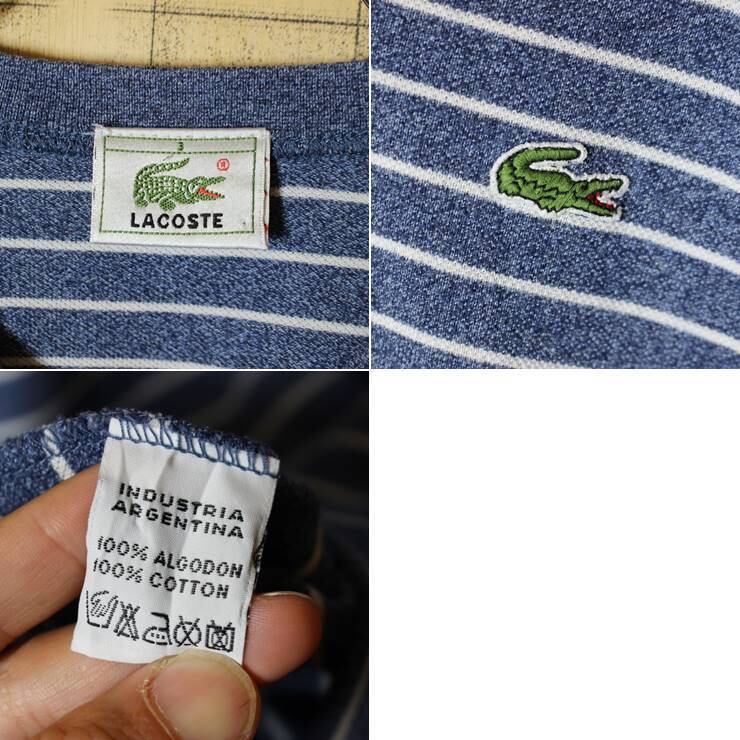 3
®
LACOSTE
INDUSTRIA
ARGENTINA
100% ALGODON
100% COTTON